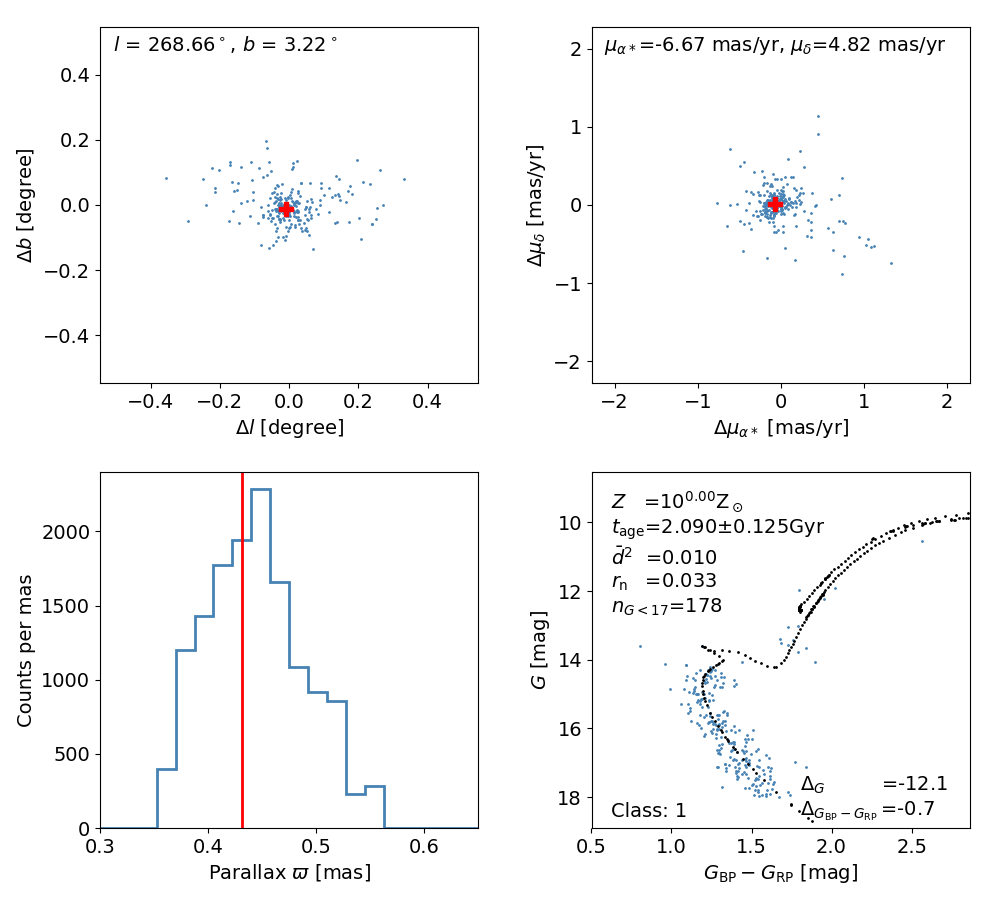 l = 268.66°, b = 3.22°
0.4
0.2
0.0
−0.2
−0.4
Δb [degree]
−0.4 −0.2 0.0 0.2 0.4
Δl [degree]
μα*=-6.67 mas/yr, μδ=4.82 mas/yr
2
1
0
−1
−2
Δμδ [mas/yr]
−2 −1 0 1 2
Δμα* [mas/yr]
2000
1500
1000
500
0
Counts per mas
0.3 0.4 0.5 0.6
Parallax ϖ [mas]
Z =10^0.00 Z⊙
t_age=2.090±0.125Gyr
d̄² =0.010
r_n =0.033
n_G<17=178
10
12
14
16
18
G [mag]
Δ_G =-12.1
Class: 1
Δ_GBP−GRP =-0.7
0.5 1.0 1.5 2.0 2.5
G_BP − G_RP [mag]